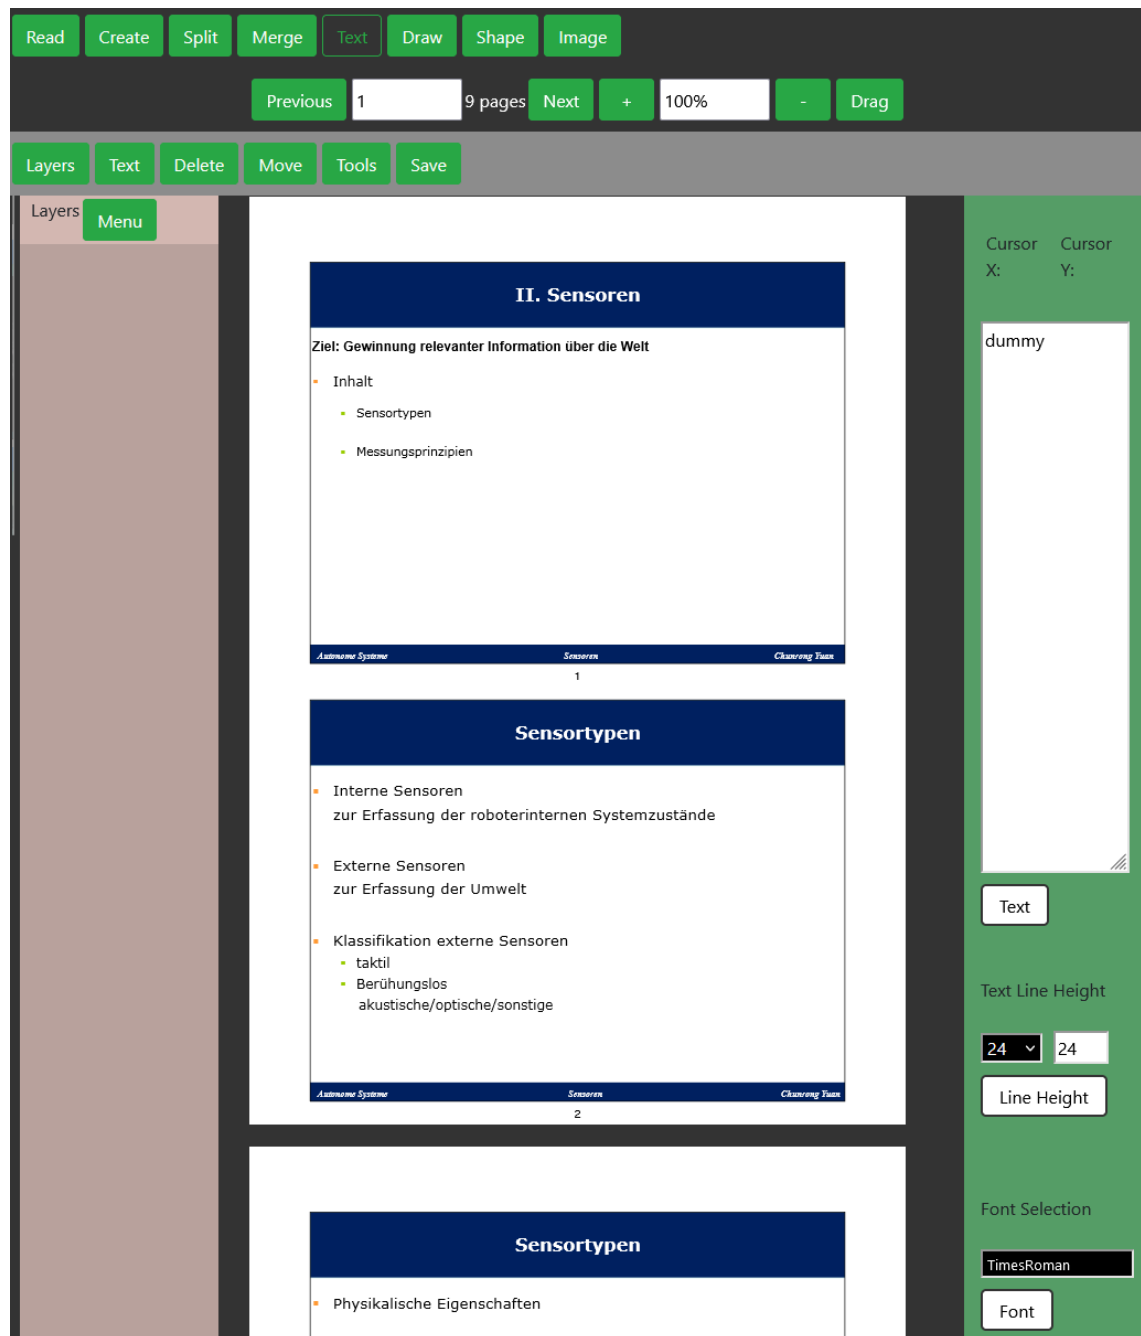 Read Create Split Merge Text Draw Shape Image
Previous 1 9 pages Next + 100% - Drag
Layers Text Delete Move Tools Save
Layers Menu
II. Sensoren
Ziel: Gewinnung relevanter Information über die Welt
Inhalt
Sensortypen
Messungsprinzipien
Autonome Systeme Sensoren Chunrong Yuan
1
Sensortypen
Interne Sensoren
zur Erfassung der roboterinternen Systemzustände
Externe Sensoren
zur Erfassung der Umwelt
Klassifikation externe Sensoren
taktil
Berühungslos
akustische/optische/sonstige
Autonome Systeme Sensoren Chunrong Yuan
2
Sensortypen
Physikalische Eigenschaften
Cursor Cursor
X: Y:
dummy
Text
Text Line Height
24 24
Line Height
Font Selection
TimesRoman
Font